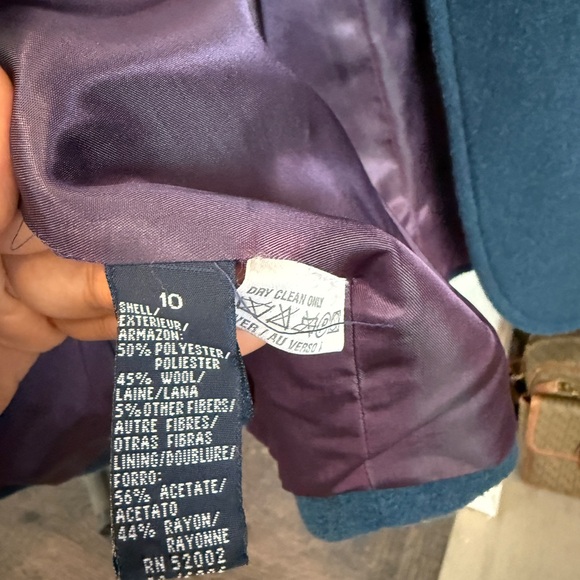 10
SHELL/
EXTERIEUR/
ARMAZON:
50% POLYESTER/
POLIESTER
45% WOOL/
LAINE/LANA
5% OTHER FIBERS/
AUTRE FIBRES/
OTRAS FIBRAS
LINING/DOUBLURE/
FORRO:
56% ACETATE/
ACETATO
44% RAYON/
RAYONNE
RN 52002
DRY CLEAN ONLY
/ AU VERSO